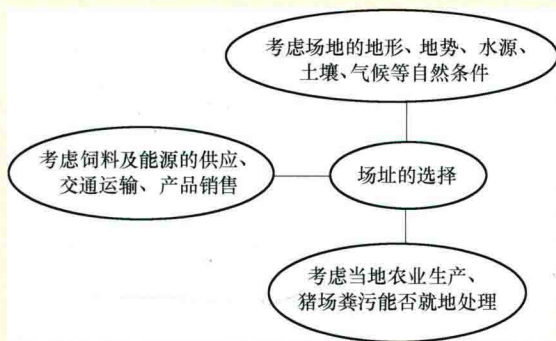 考虑场地的地形、地势、水源、
土壤、气候等自然条件
考虑饲料及能源的供应、
交通运输、产品销售
场址的选择
考虑当地农业生产、
猪场粪污能否就地处理